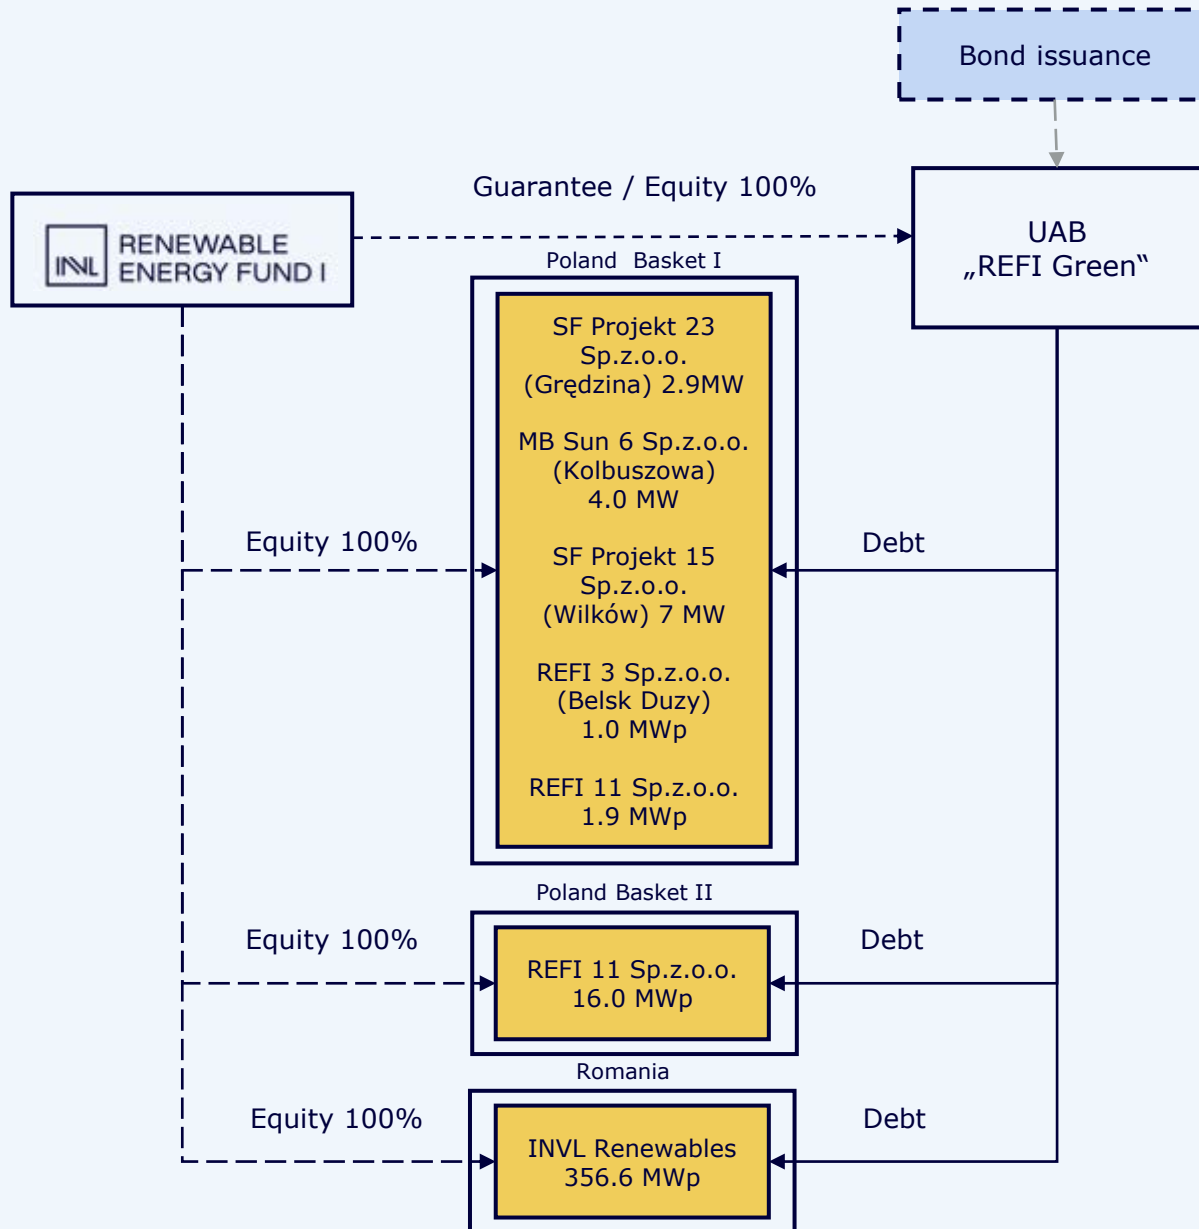 Bond issuance
Guarantee / Equity 100%
INVL
RENEWABLE
ENERGY FUND I
UAB
„REFI Green“
Poland  Basket I
SF Projekt 23
Sp.z.o.o.
(Grędzina) 2.9MW
MB Sun 6 Sp.z.o.o.
(Kolbuszowa)
4.0 MW
Equity 100%
Debt
SF Projekt 15
Sp.z.o.o.
(Wilków) 7 MW
REFI 3 Sp.z.o.o.
(Belsk Duzy)
1.0 MWp
REFI 11 Sp.z.o.o.
1.9 MWp
Poland Basket II
Equity 100%
Debt
REFI 11 Sp.z.o.o.
16.0 MWp
Romania
Equity 100%
Debt
INVL Renewables
356.6 MWp